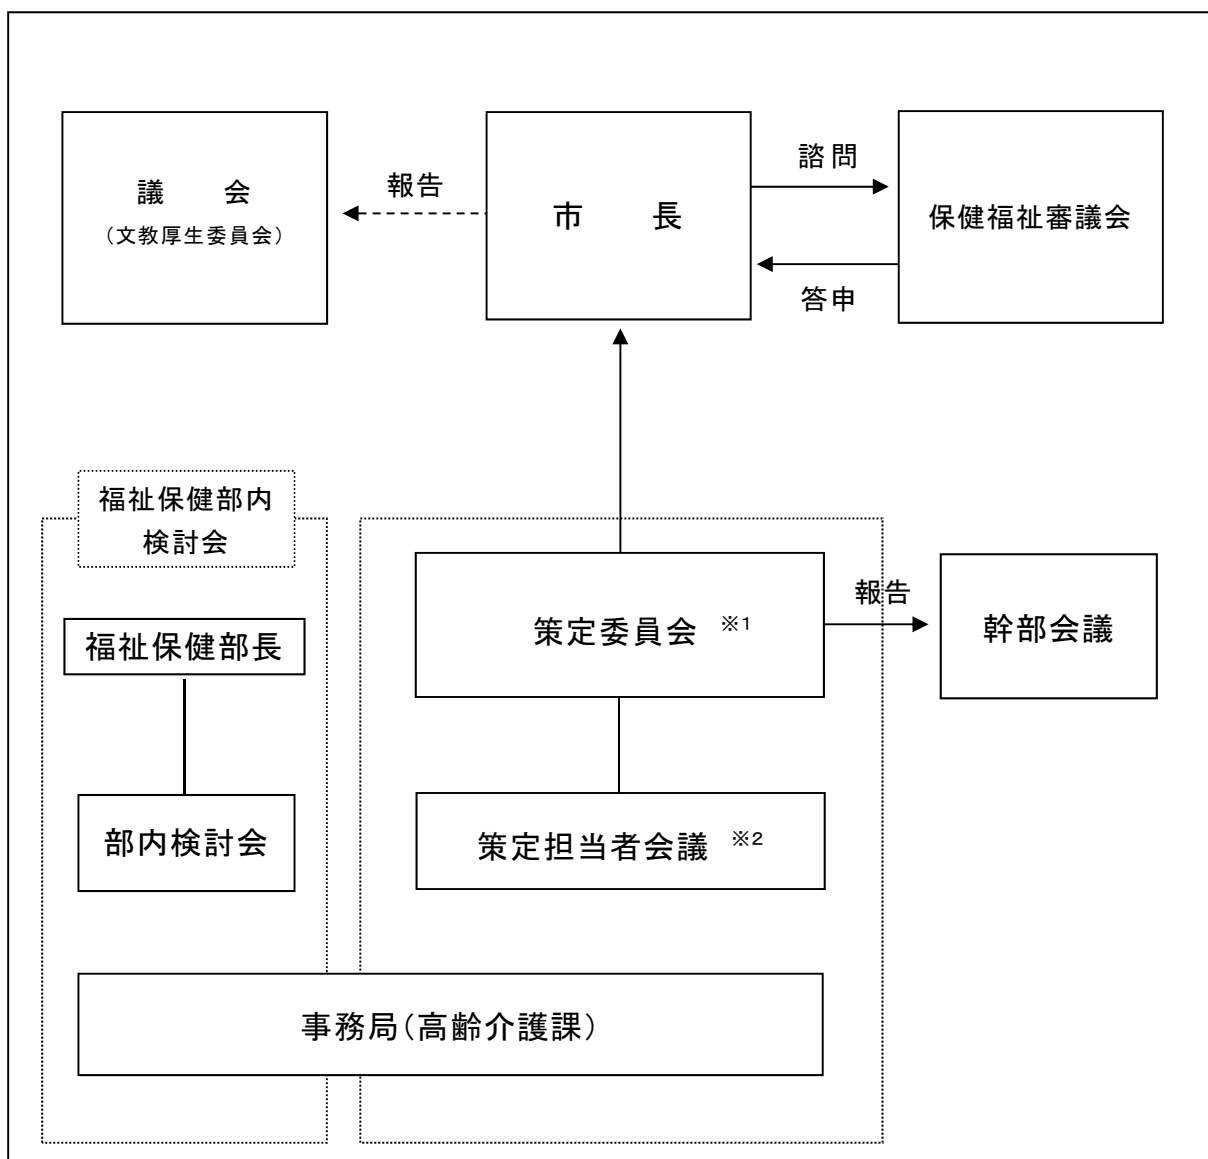 諮問
報告
議　　会
（文教厚生委員会）
市　　長
保健福祉審議会
答申
福祉保健部内
検討会
報告
策定委員会 ※1
幹部会議
福祉保健部長
部内検討会
策定担当者会議 ※2
事務局（高齢介護課）